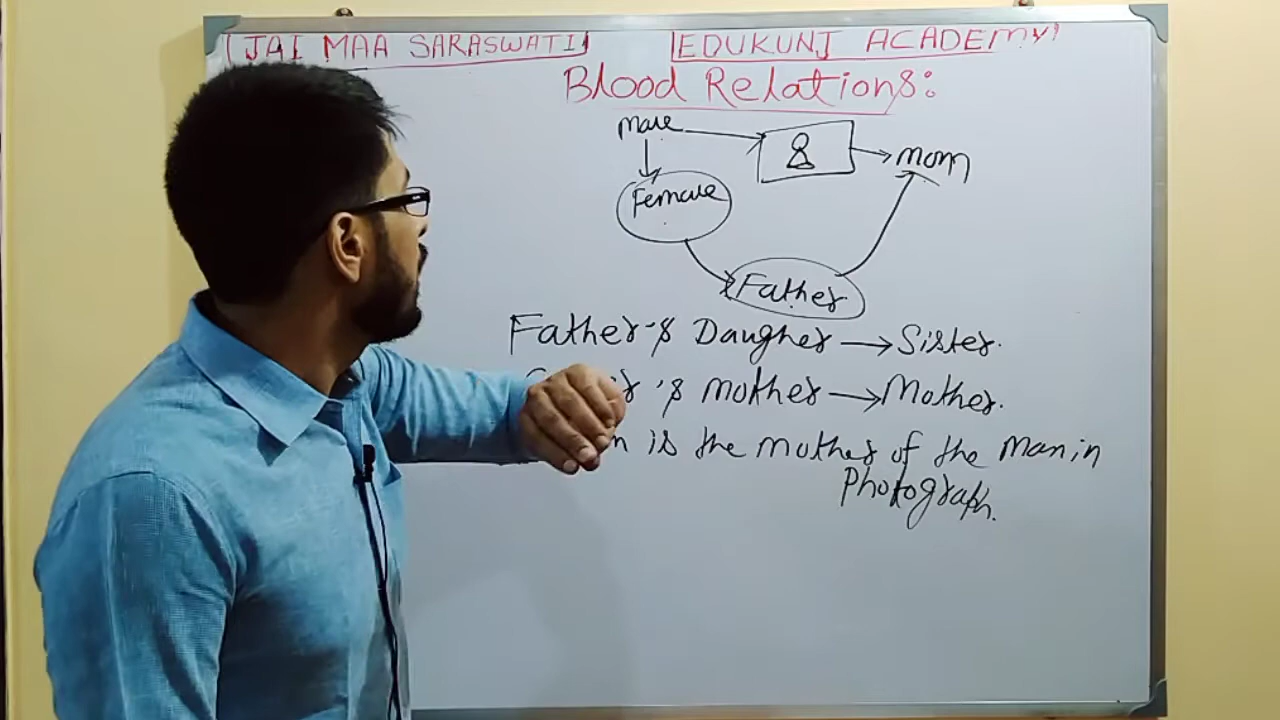 JAI MAA SARASWATI
EDUKUNJ ACADEMY
Blood Relations:
Male
Mom
Female
Father
Father's Daugher → Sister.
's mother → Mother.
is the mother of the Man in
Photograph.